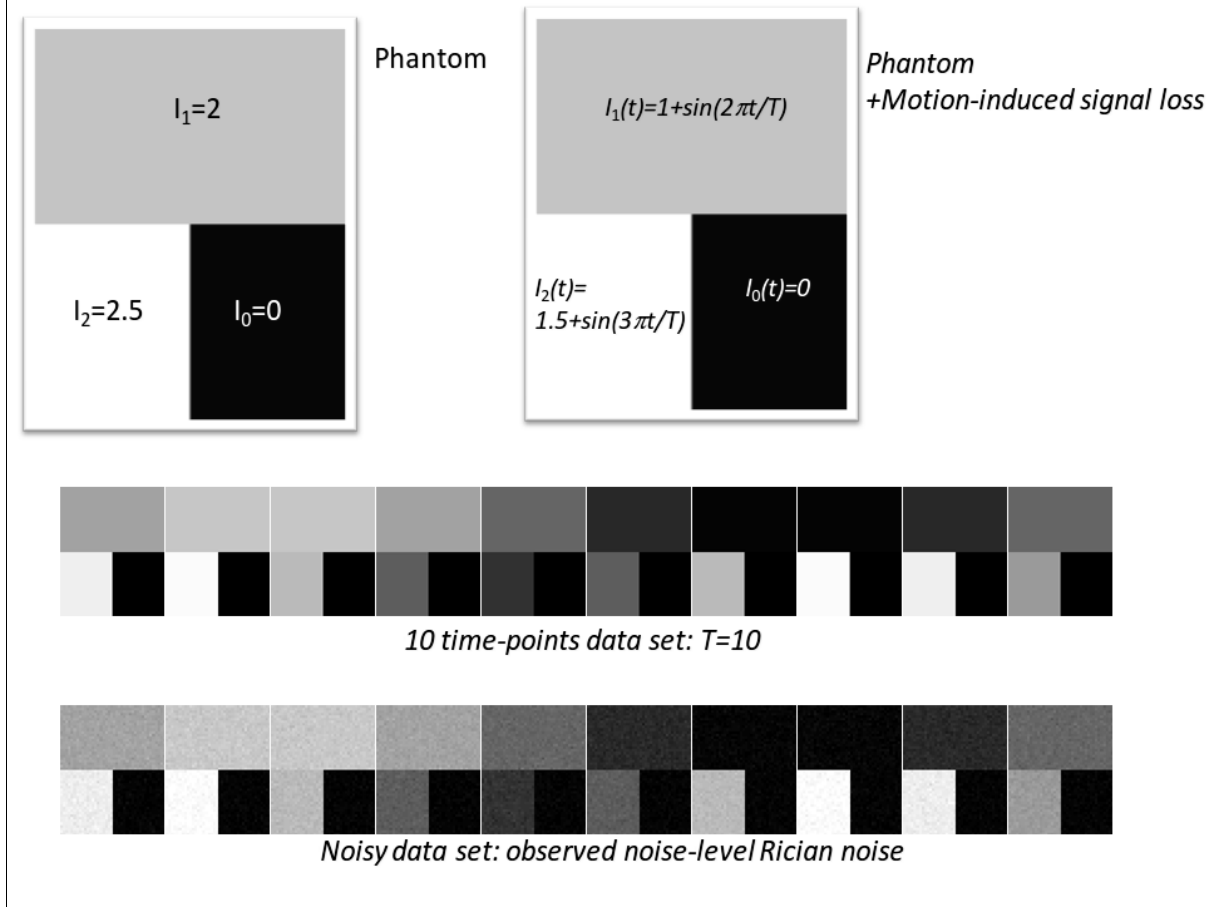 I₁=2
I₂=2.5
I₀=0
Phantom
I₁(t)=1+sin(2πt/T)
I₂(t)=
1.5+sin(3πt/T)
I₀(t)=0
Phantom
+Motion-induced signal loss
10 time-points data set: T=10
Noisy data set: observed noise-level Rician noise